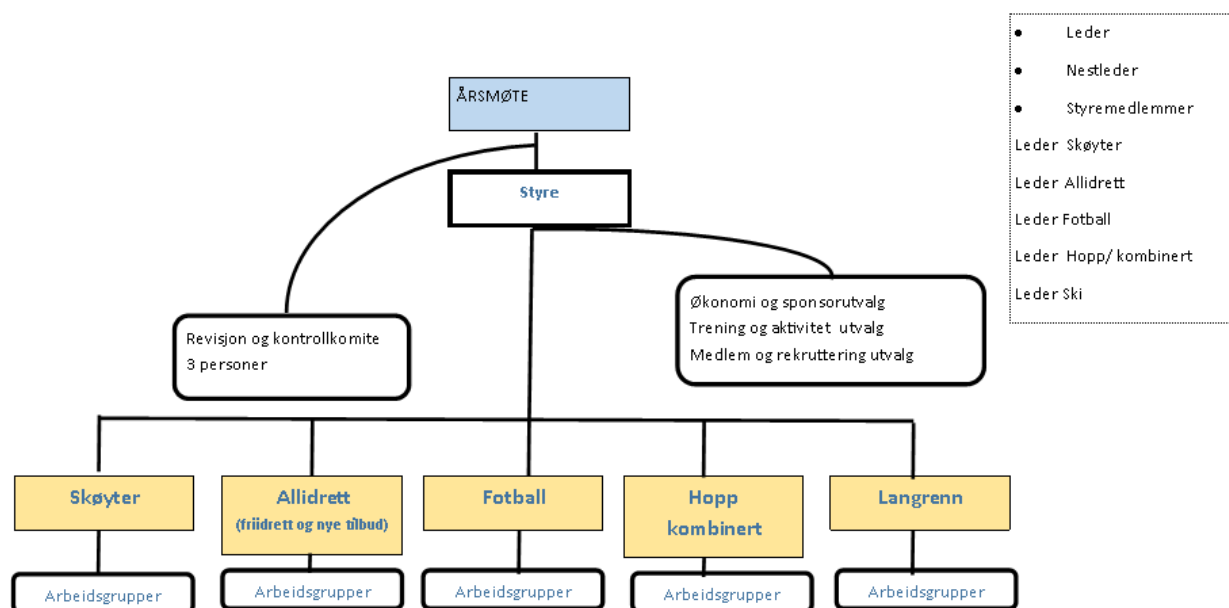 ÅRSMØTE
Styre
Revisjon og kontrollkomite
3 personer
Økonomi og sponsorutvalg
Trening og aktivitet utvalg
Medlem og rekruttering utvalg
• Leder
• Nestleder
• Styremedlemmer
Leder Skøyter
Leder Allidrett
Leder Fotball
Leder Hopp/ kombinert
Leder Ski
Skøyter
Allidrett
(friidrett og nye tilbud)
Fotball
Hopp
kombinert
Langrenn
Arbeidsgrupper
Arbeidsgrupper
Arbeidsgrupper
Arbeidsgrupper
Arbeidsgrupper